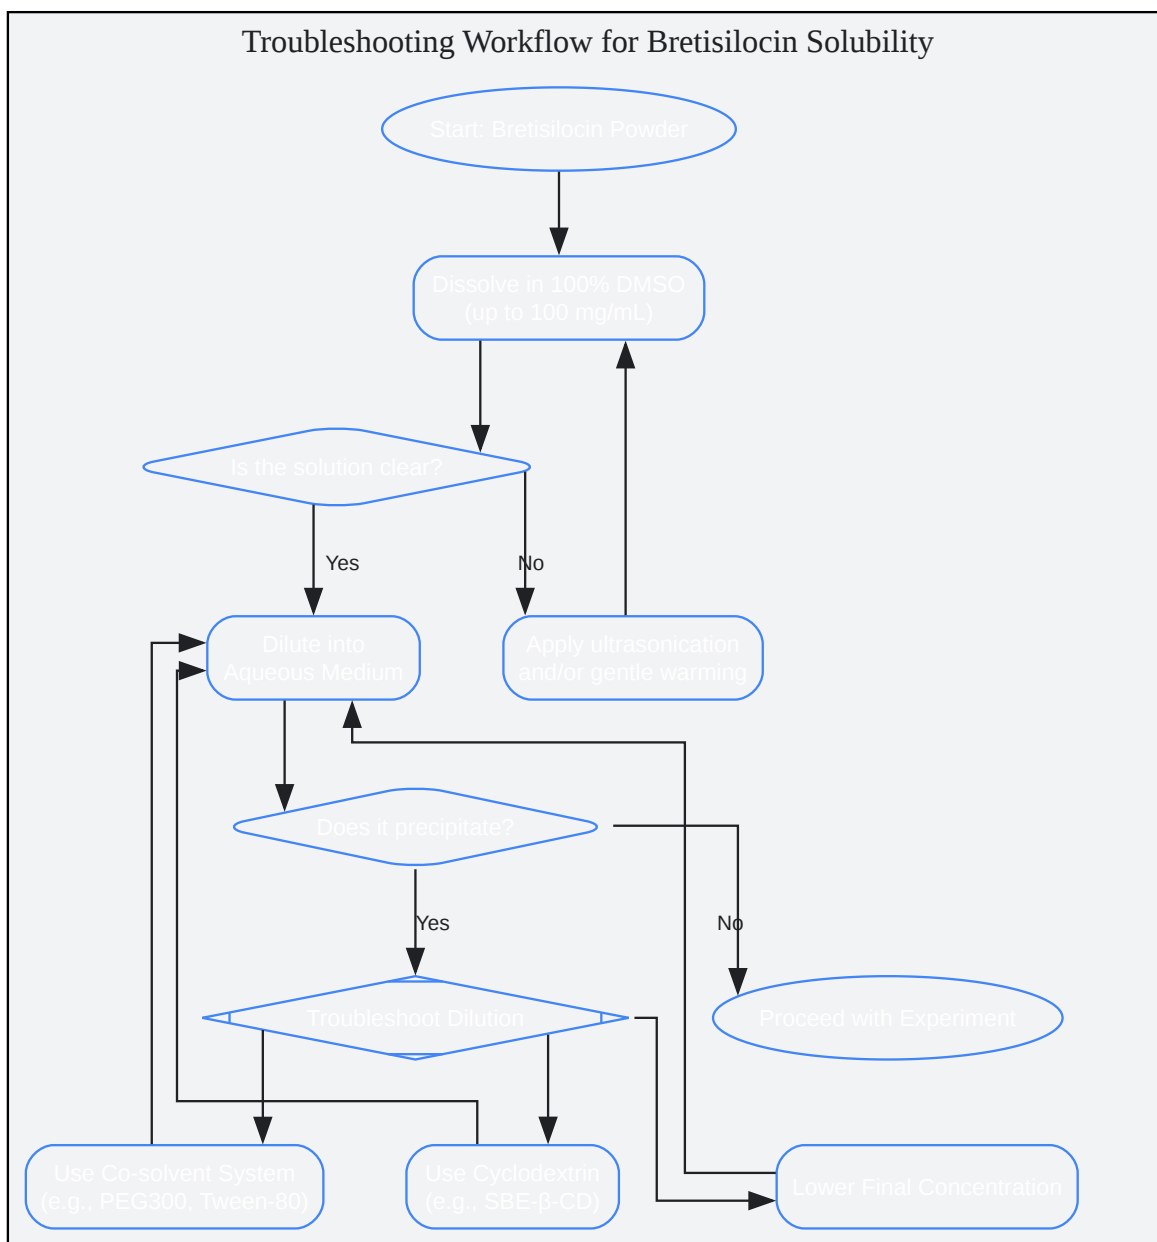 Troubleshooting Workflow for Bretisilocin Solubility
Start: Bretisilocin Powder
Dissolve in 100% DMSO
(up to 100 mg/mL)
Is the solution clear?
Yes
No
Dilute into
Aqueous Medium
Apply ultrasonication
and/or gentle warming
Does it precipitate?
Yes
No
Troubleshoot Dilution
Proceed with Experiment
Use Co-solvent System
(e.g., PEG300, Tween-80)
Use Cyclodextrin
(e.g., SBE-β-CD)
Lower Final Concentration